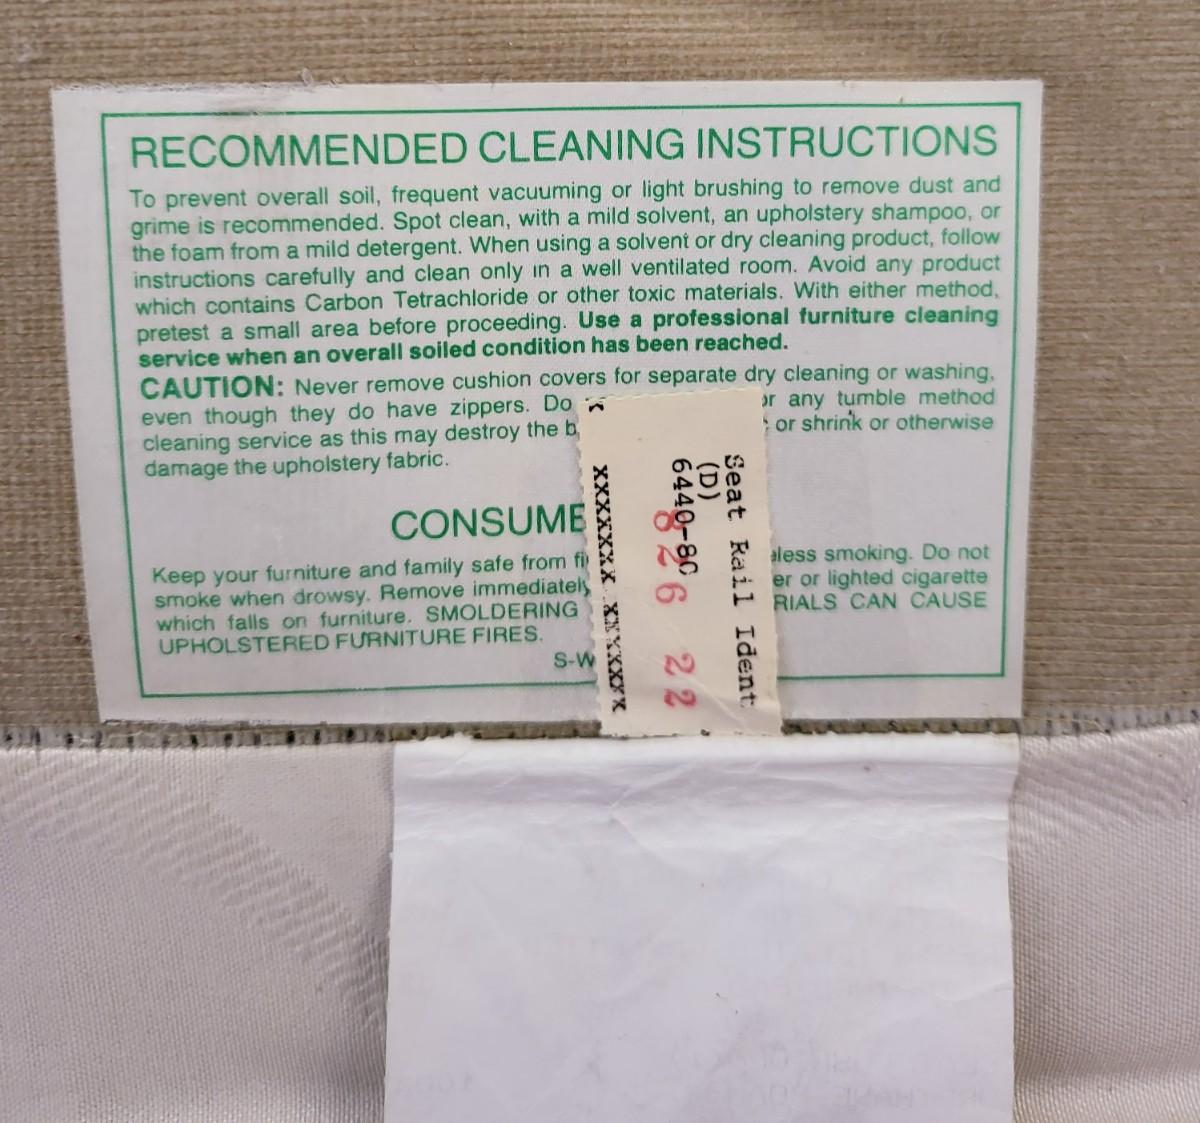 RECOMMENDED CLEANING INSTRUCTIONS
To prevent overall soil, frequent vacuuming or light brushing to remove dust and
grime is recommended. Spot clean, with a mild solvent, an upholstery shampoo, or
the foam from a mild detergent. When using a solvent or dry cleaning product, follow
instructions carefully and clean only in a well ventilated room. Avoid any product
which contains Carbon Tetrachloride or other toxic materials. With either method,
pretest a small area before proceeding. Use a professional furniture cleaning
service when an overall soiled condition has been reached.
CAUTION: Never remove cushion covers for separate dry cleaning or washing,
even though they do have zippers. Do or any tumble method
cleaning service as this may destroy the b or shrink or otherwise
damage the upholstery fabric.
CONSUME
Keep your furniture and family safe from fi less smoking. Do not
smoke when drowsy. Remove immediately er or lighted cigarette
which falls on furniture. SMOLDERING RIALS CAN CAUSE
UPHOLSTERED FURNITURE FIRES.
S-W
Seat Rail Ident
(D)
6440-8C
826 22
xxxxxxx xxxxxxx